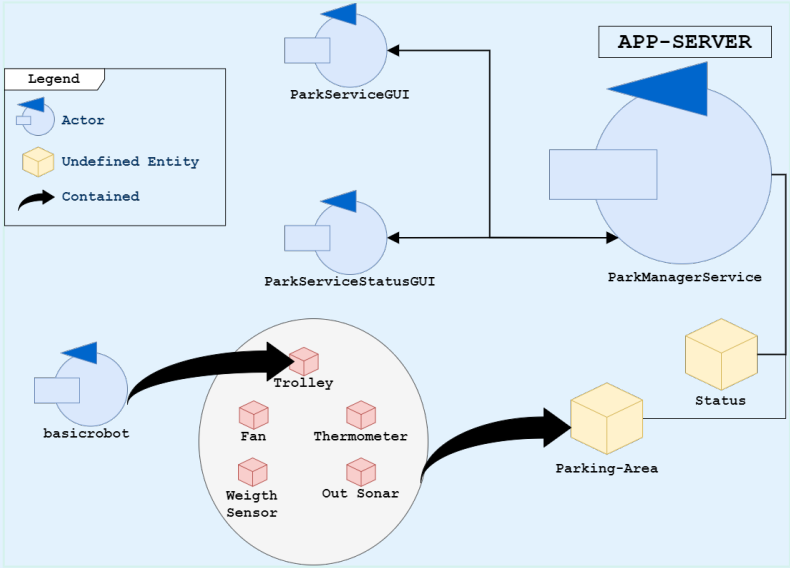 APP-SERVER
Legend
Actor
Undefined Entity
Contained
ParkServiceGUI
ParkServiceStatusGUI
ParkManagerService
Trolley
Status
basicrobot
Fan
Thermometer
Parking-Area
Weigth
Sensor
Out Sonar